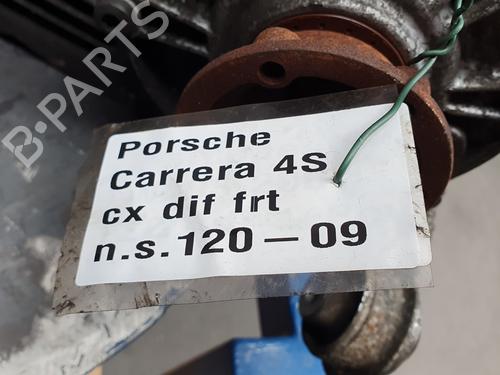 B-PARTS
Porsche
Carrera 4S
cx dif frt
n.s.120-09